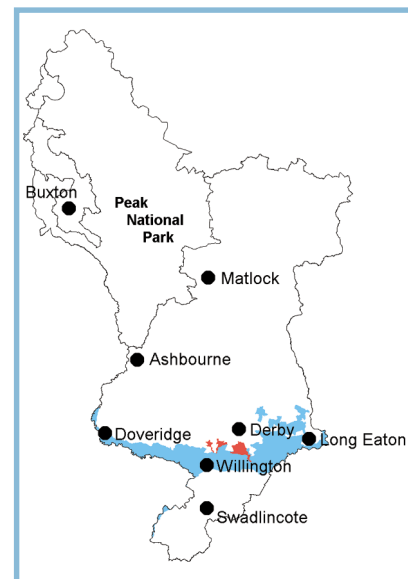 Buxton
Peak
National
Park
Matlock
Ashbourne
Doveridge
Derby
Long Eaton
Willington
Swadlincote